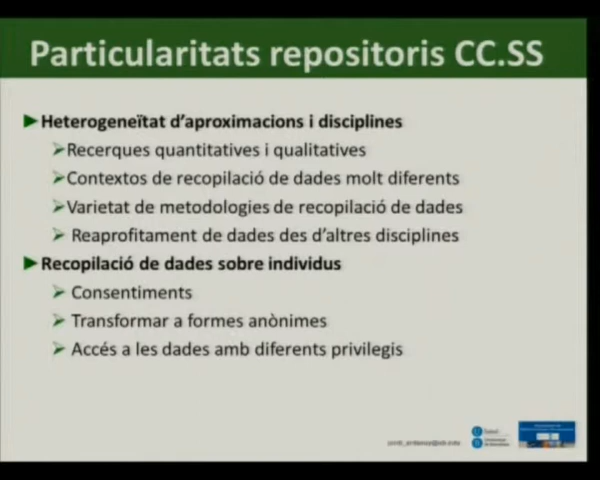 Particularitats repositoris CC.SS
Heterogeneïtat d'aproximacions i disciplines
Recerques quantitatives i qualitatives
Contextos de recopilació de dades molt diferents
Varietat de metodologies de recopilació de dades
Reaprofitament de dades des d'altres disciplines
Recopilació de dades sobre individus
Consentiments
Transformar a formes anònimes
Accés a les dades amb diferents privilegis